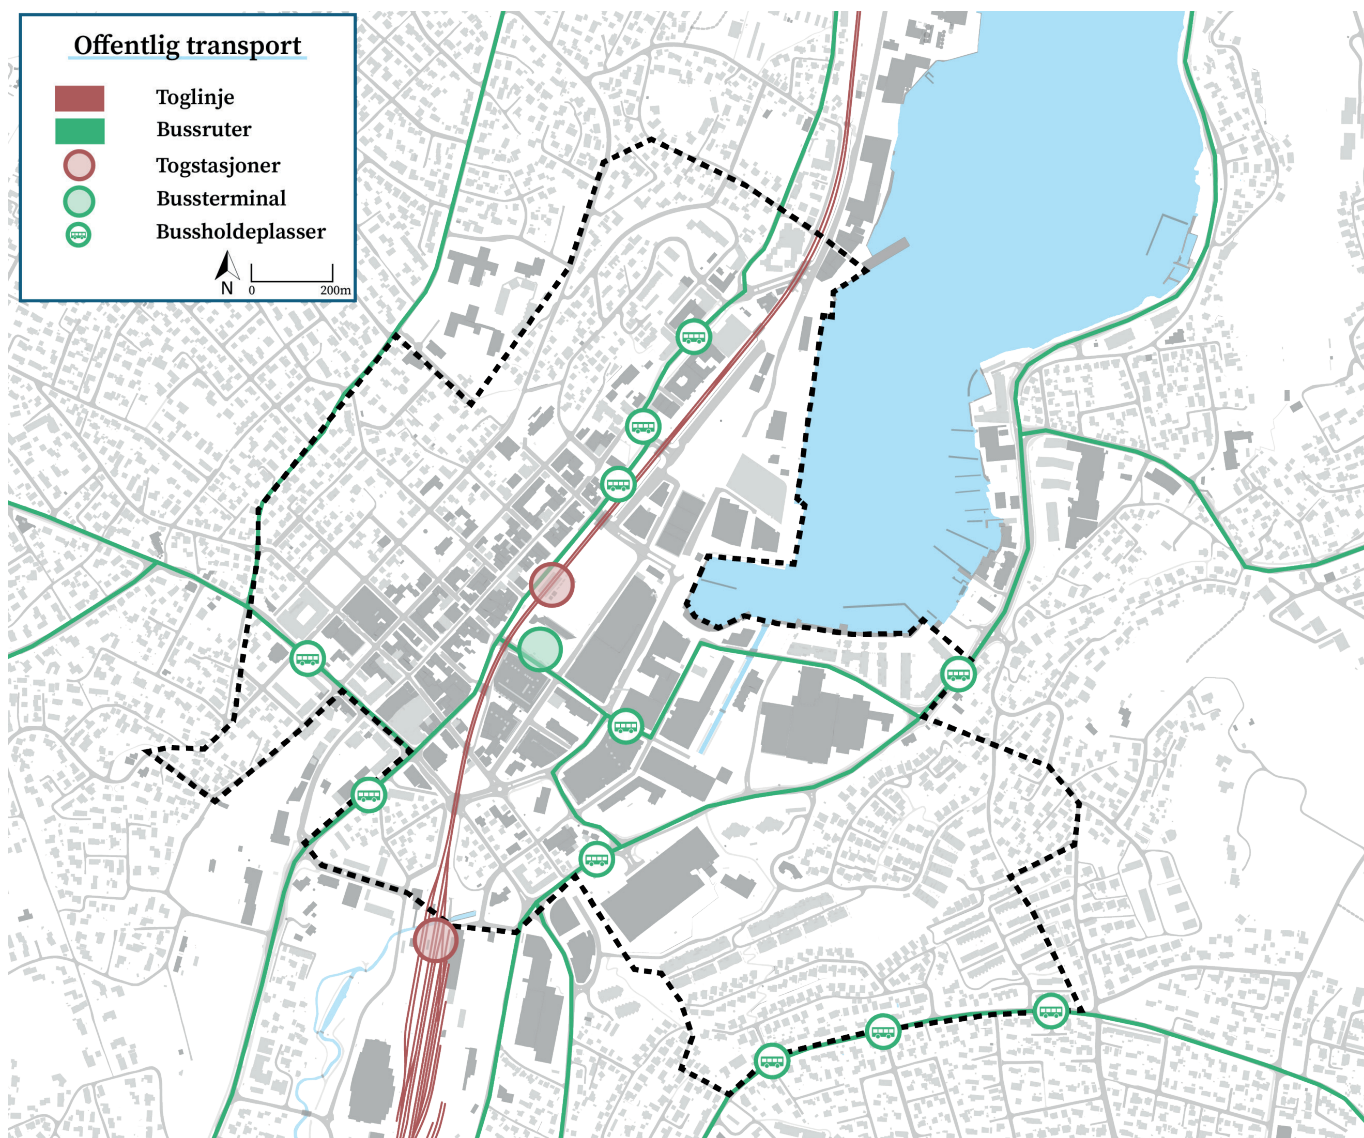 Offentlig transport
Toglinje
Bussruter
Togstasjoner
Bussterminal
Bussholdeplasser
N
0 200m